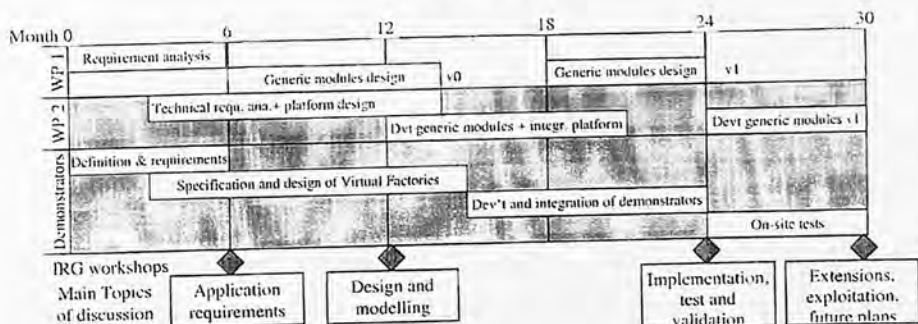 Month 0 6 12 18 24 30
WP 1
Requirement analysis
Generic modules design v0
Generic modules design v1
WP 2
Technical requ. ana.+ platform design
Dvt generic modules + integr. platform
Devt generic modules v1
Demonstrators
Definition & requirements
Specification and design of Virtual Factories
Dev't and integration of demonstrators
On-site tests
IRG workshops
Main Topics
of discussion
Application
requirements
Design and
modelling
Implementation,
test and
validation
Extensions,
exploitation,
future plans